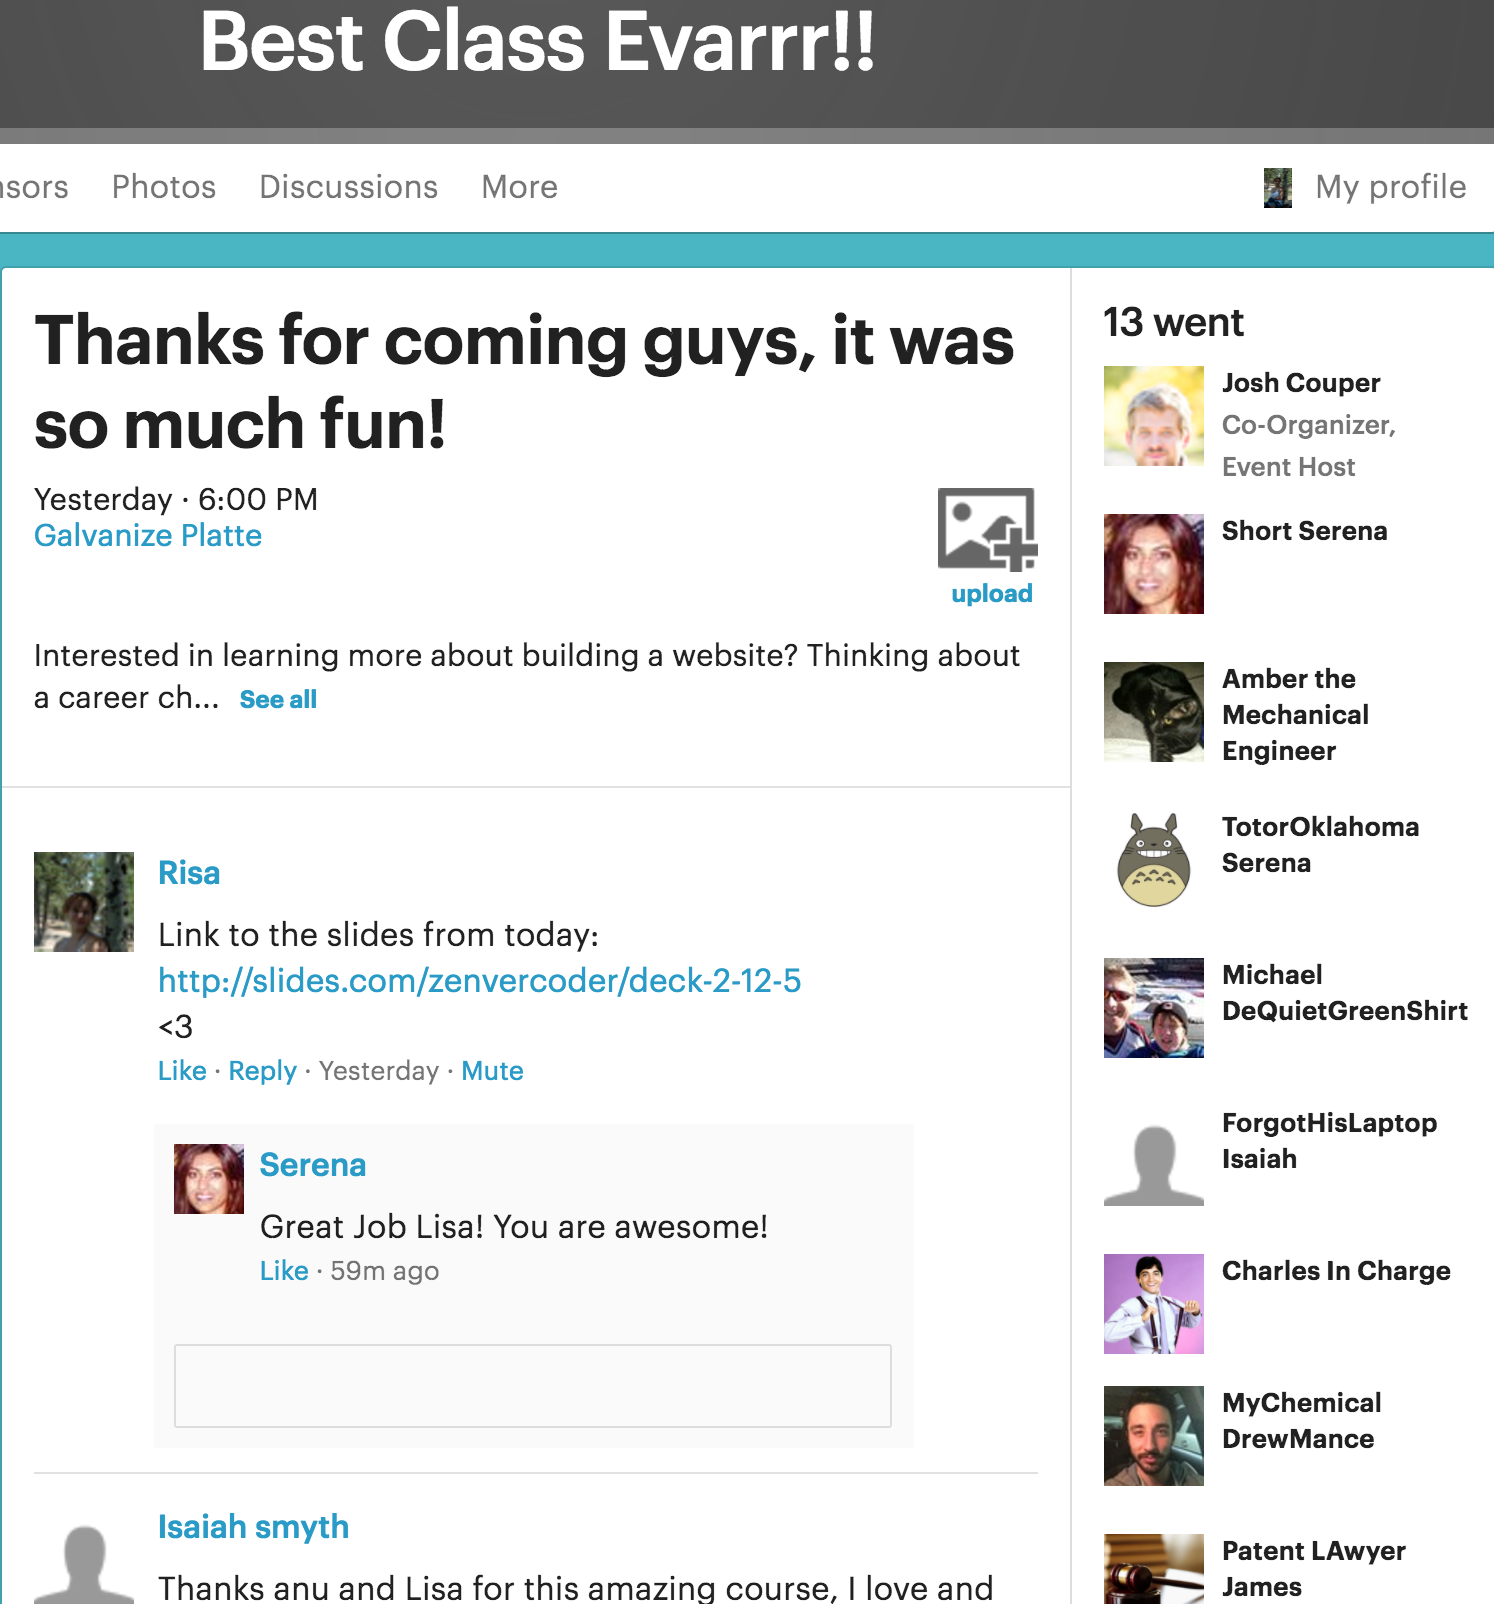 Best Class Evarrr!!
Photos Discussions More
My profile
Thanks for coming guys, it was
so much fun!
Yesterday · 6:00 PM
Galvanize Platte
upload
Interested in learning more about building a website? Thinking about
a career ch... See all
Risa
Link to the slides from today:
http://slides.com/zenvercoder/deck-2-12-5
<3
Like · Reply · Yesterday · Mute
Serena
Great Job Lisa! You are awesome!
Like · 59m ago
Isaiah smyth
Thanks anu and Lisa for this amazing course, I love and
13 went
Josh Couper
Co-Organizer,
Event Host
Short Serena
Amber the
Mechanical
Engineer
TotorOklahoma
Serena
Michael
DeQuietGreenShirt
ForgotHisLaptop
Isaiah
Charles In Charge
MyChemical
DrewMance
Patent LAwyer
James